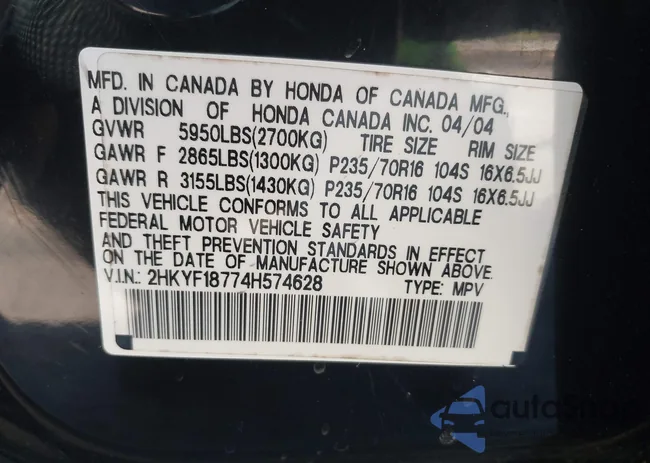 MFD. IN CANADA BY HONDA OF CANADA MFG.,
A DIVISION OF HONDA CANADA INC. 04/04
GVWR 5950LBS(2700KG) TIRE SIZE RIM SIZE
GAWR F 2865LBS(1300KG) P235/70R16 104S 16X6.5JJ
GAWR R 3155LBS(1430KG) P235/70R16 104S 16X6.5JJ
THIS VEHICLE CONFORMS TO ALL APPLICABLE
FEDERAL MOTOR VEHICLE SAFETY
AND THEFT PREVENTION STANDARDS IN EFFECT
ON THE DATE OF MANUFACTURE SHOWN ABOVE.
V.I.N.: 2HKYF18774H574628 TYPE: MPV